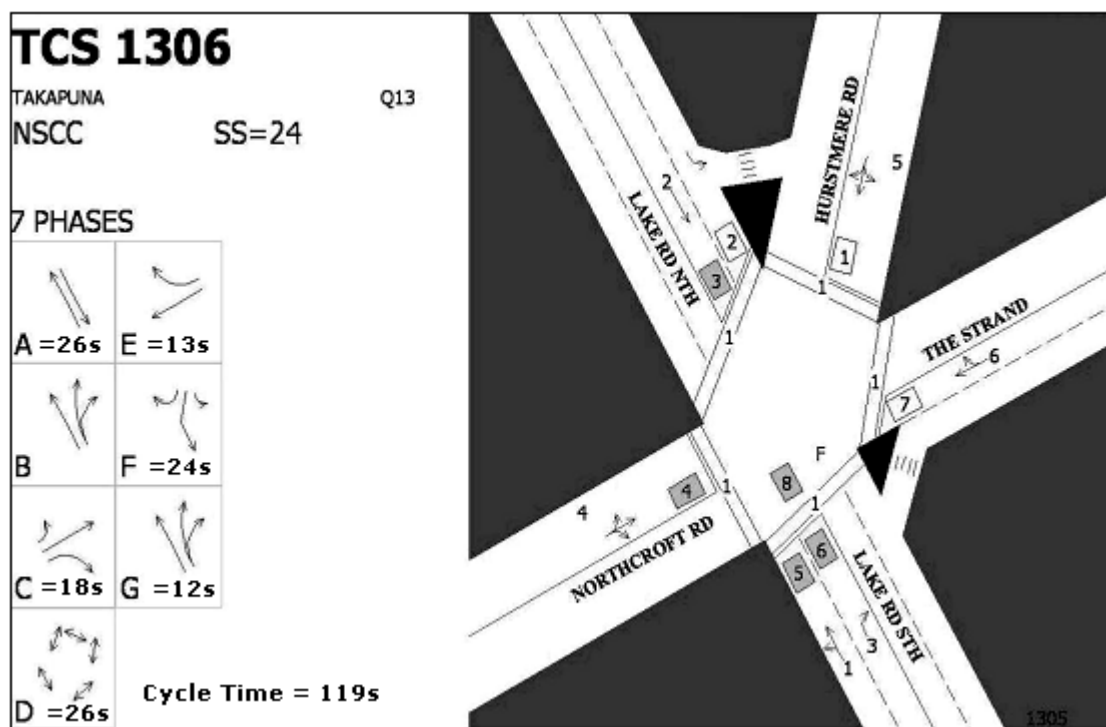 TCS 1306
TAKAPUNA Q13
NSCC SS=24
7 PHASES
A =26s E =13s
B F =24s
C =18s G =12s
D =26s
Cycle Time = 119s
HURSTMERE RD
5
2
LAKE RD NTH
2
3
1
1
1
THE STRAND
6
1
7
F
4
4
1
8
1
NORTHCROFT RD
5
6
LAKE RD STH
1
3
1305